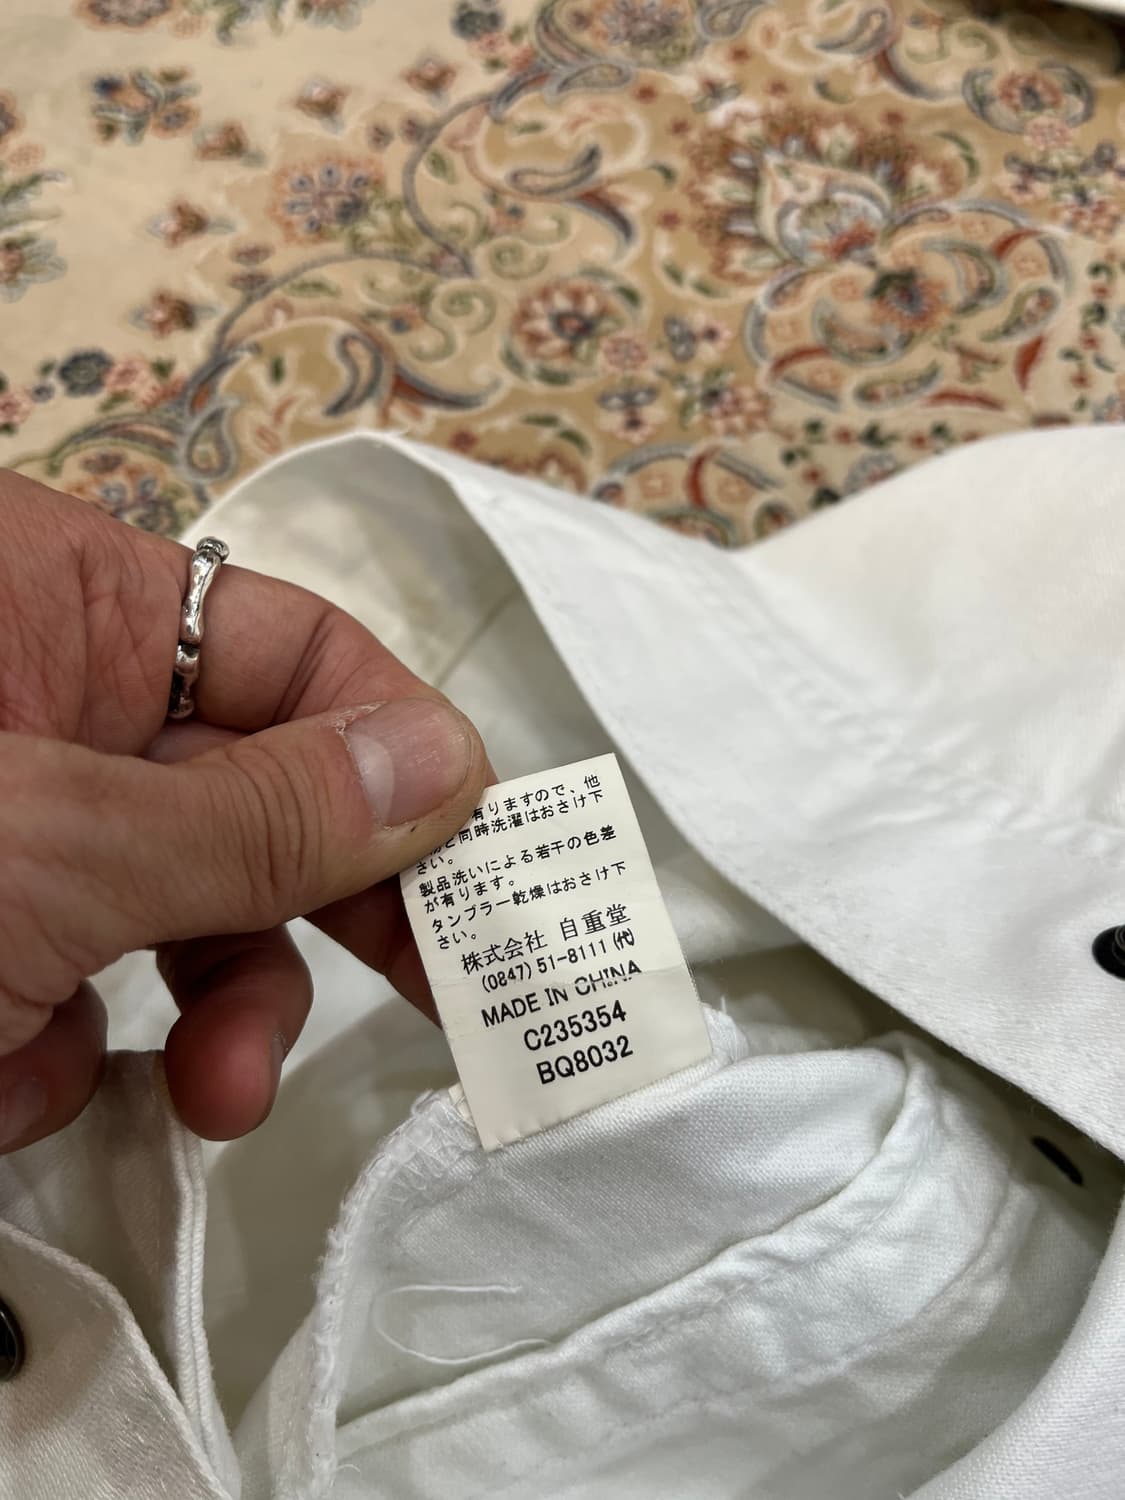 有りますので、他
と同時洗濯はおさけ下
さい。
製品洗いによる若干の色差
が有ります。
タンブラー乾燥はおさけ下
さい。
株式会社 自重堂
(0847) 51-8111 (代)
MADE IN CHINA
C235354
BQ8032